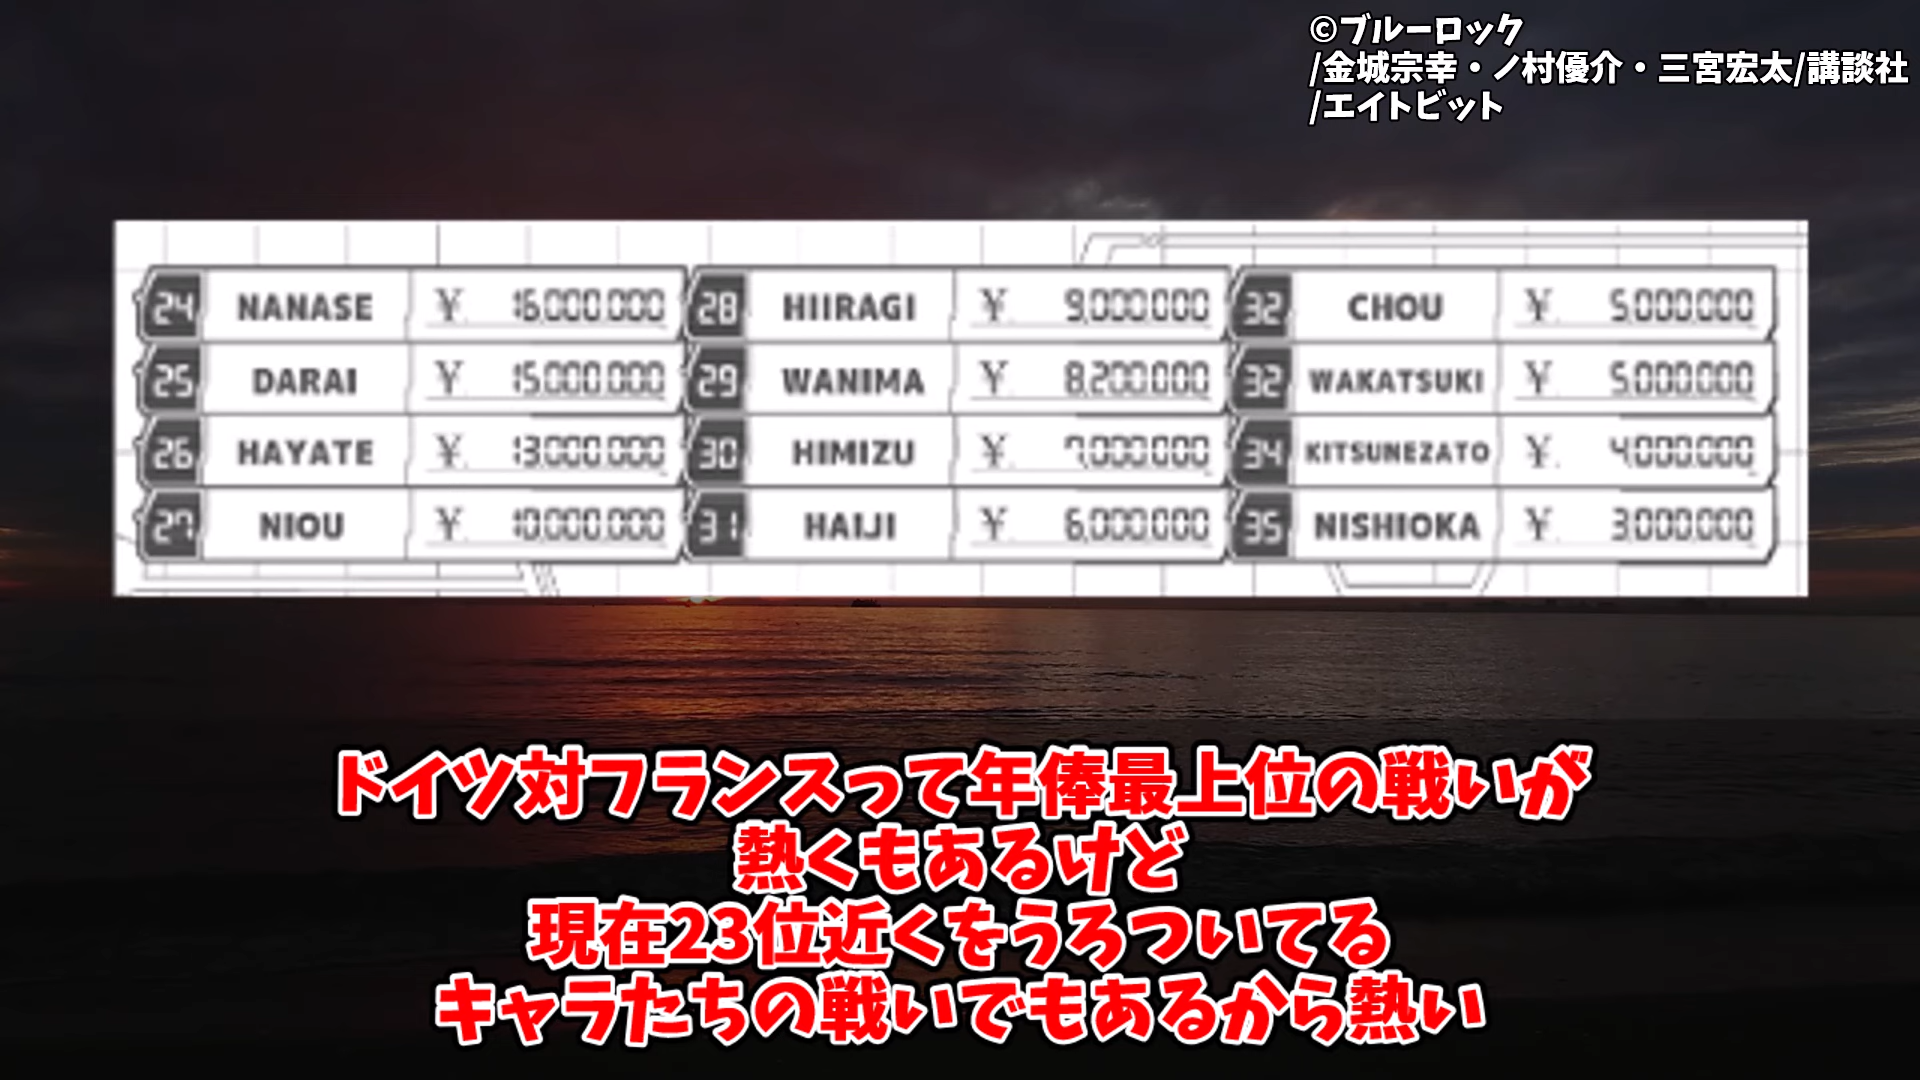 ©ブルーロック
/金城宗幸・ノ村優介・三宮宏太/講談社
/エイトビット
24 NANASE ¥ 16,000,000
28 HIIRAGI ¥ 9,000,000
32 CHOU ¥ 5,000,000
25 DARAI ¥ 15,000,000
29 WANIMA ¥ 8,200,000
32 WAKATSUKI ¥ 5,000,000
26 HAYATE ¥ 13,000,000
30 HIMIZU ¥ 7,000,000
34 KITSUNEZATO ¥ 4,000,000
27 NIOU ¥ 10,000,000
31 HAIJI ¥ 6,000,000
35 NISHIOKA ¥ 3,000,000
ドイツ対フランスって年俸最上位の戦いが
熱くもあるけど
現在23位近くをうろついてる
キャラたちの戦いでもあるから熱い